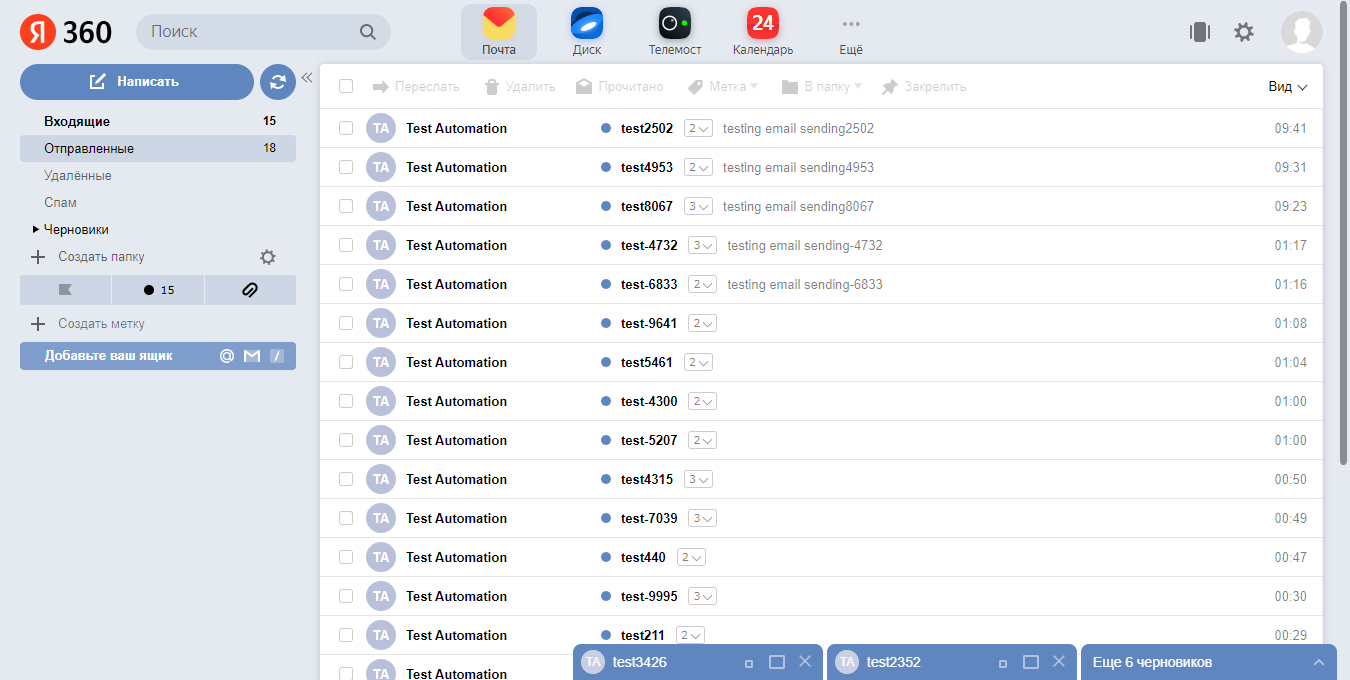 Я 360
Поиск
Почта
Диск
Телемост
24
Календарь
Ещё
Написать
Входящие 15
Отправленные 18
Удалённые
Спам
Черновики
Создать папку
15
Создать метку
Добавьте ваш ящик
Переслать Удалить Прочитано Метка В папку Закрепить Вид
TA Test Automation test2502 2 testing email sending2502 09:41
TA Test Automation test4953 2 testing email sending4953 09:31
TA Test Automation test8067 3 testing email sending8067 09:23
TA Test Automation test-4732 3 testing email sending-4732 01:17
TA Test Automation test-6833 2 testing email sending-6833 01:16
TA Test Automation test-9641 2 01:08
TA Test Automation test5461 2 01:04
TA Test Automation test-4300 2 01:00
TA Test Automation test-5207 2 01:00
TA Test Automation test4315 3 00:50
TA Test Automation test-7039 3 00:49
TA Test Automation test440 2 00:47
TA Test Automation test-9995 3 00:30
TA Test Automation test211 2 00:29
TA Test Automation
TA test3426
TA test2352
Еще 6 черновиков